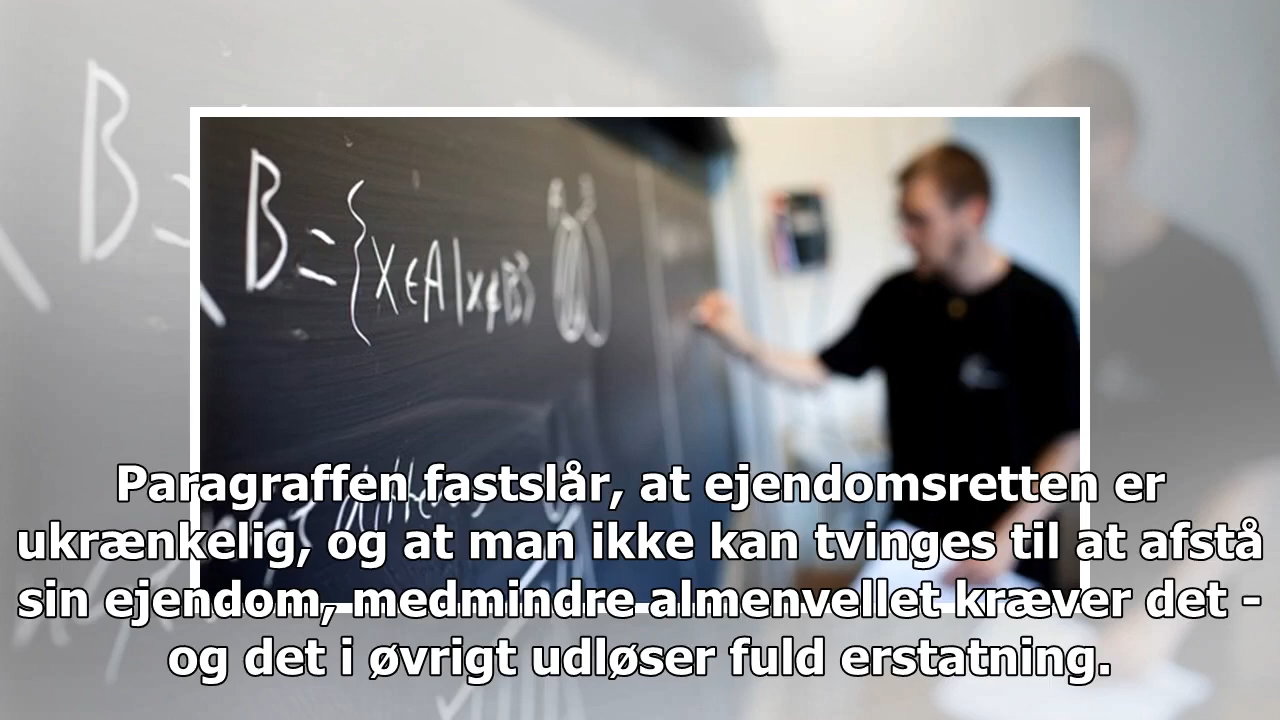 B = {x ∈ A | x ∉ B}
Paragraffen fastslår, at ejendomsretten er
ukrænkelig, og at man ikke kan tvinges til at afstå
sin ejendom, medmindre almenvellet kræver det -
og det i øvrigt udløser fuld erstatning.